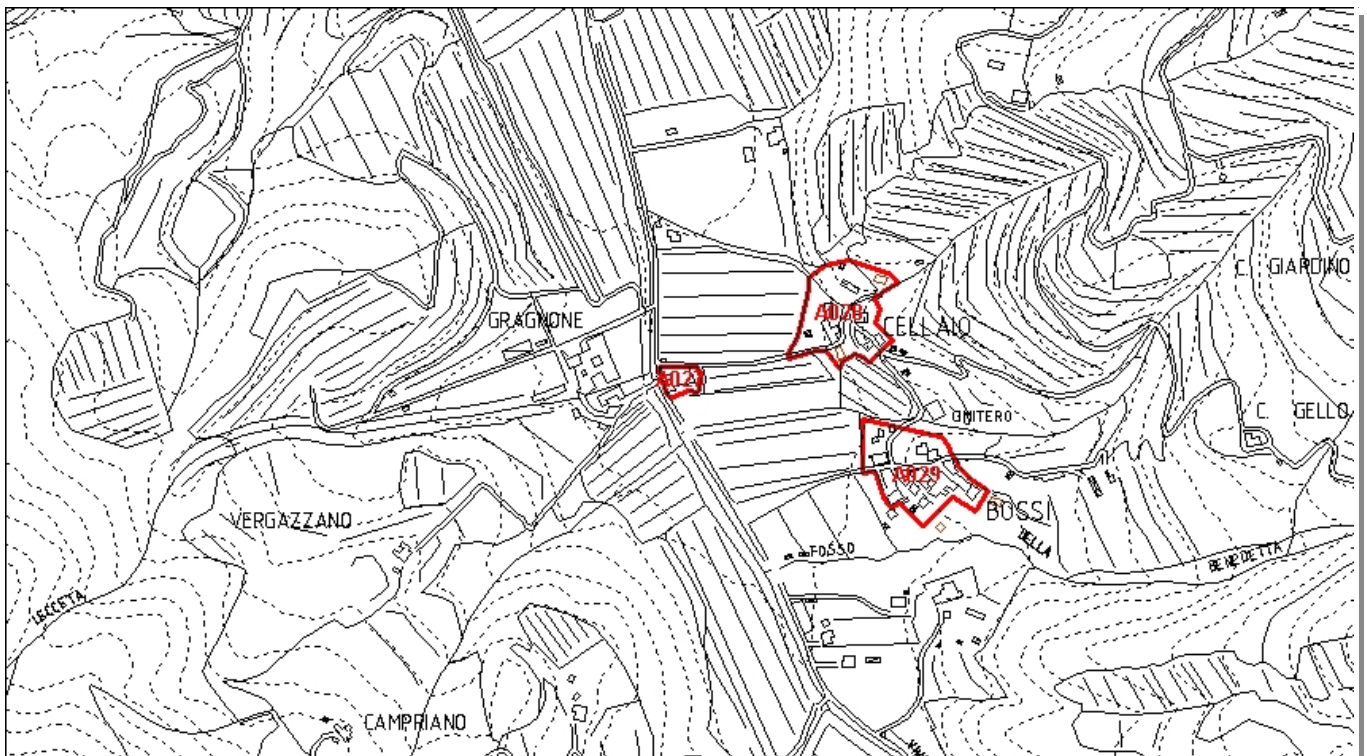 C. GIARDINO
A028
CELLAIO
GRAGNONE
A027
C. GELLO
CIMITERO
A029
BOSSI
VERGAZZANO
FOSSO
DELLA
BENEDETTA
LECCETA
CAMPRIANO